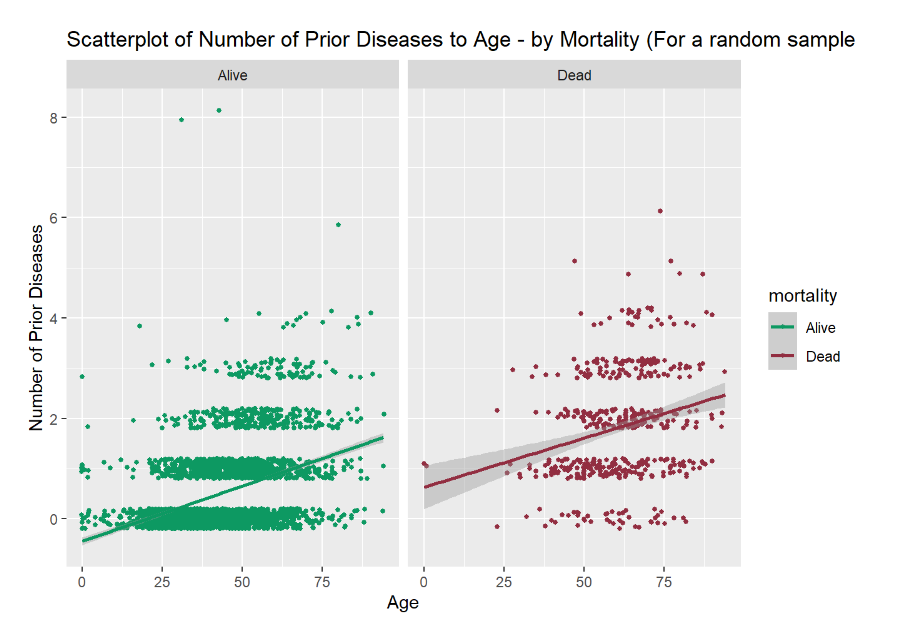 Scatterplot of Number of Prior Diseases to Age - by Mortality (For a random sample
Alive
Dead
8
6
4
2
0
Number of Prior Diseases
0
25
50
75
0
25
50
75
Age
mortality
Alive
Dead